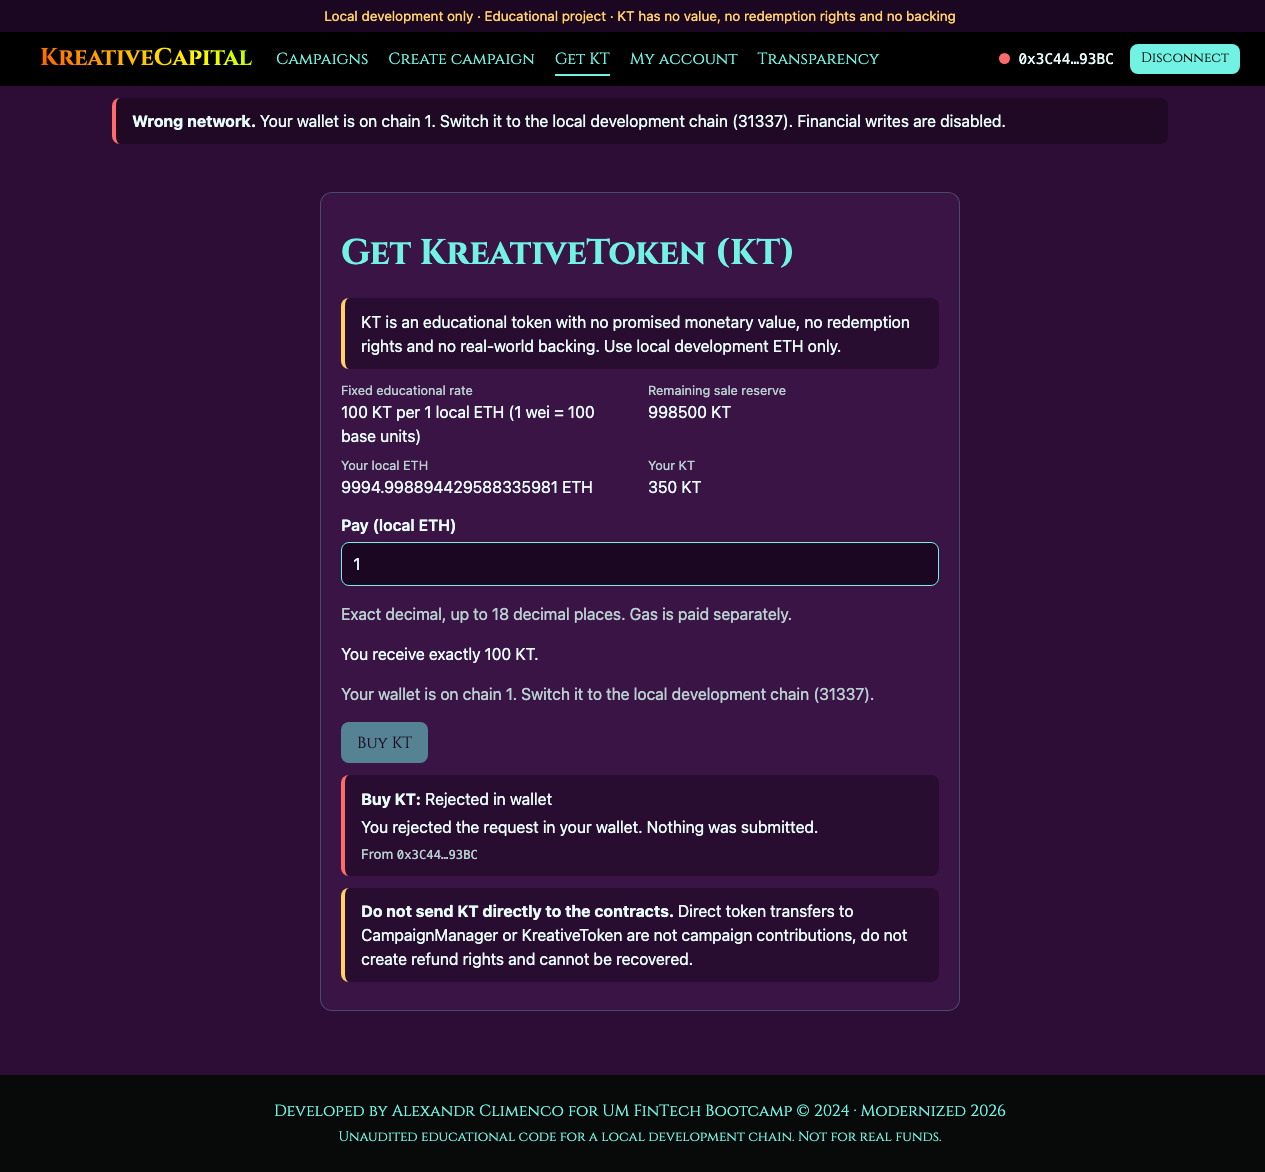 Local development only · Educational project · KT has no value, no redemption rights and no backing
KreativeCapital
Campaigns
Create campaign
Get KT
My account
Transparency
0x3C44…93BC
Disconnect
Wrong network. Your wallet is on chain 1. Switch it to the local development chain (31337). Financial writes are disabled.
Get KreativeToken (KT)
KT is an educational token with no promised monetary value, no redemption
rights and no real-world backing. Use local development ETH only.
Fixed educational rate
100 KT per 1 local ETH (1 wei = 100
base units)
Remaining sale reserve
998500 KT
Your local ETH
9994.998894429588335981 ETH
Your KT
350 KT
Pay (local ETH)
1
Exact decimal, up to 18 decimal places. Gas is paid separately.
You receive exactly 100 KT.
Your wallet is on chain 1. Switch it to the local development chain (31337).
Buy KT
Buy KT: Rejected in wallet
You rejected the request in your wallet. Nothing was submitted.
From 0x3C44…93BC
Do not send KT directly to the contracts. Direct token transfers to
CampaignManager or KreativeToken are not campaign contributions, do not
create refund rights and cannot be recovered.
Developed by Alexandr Climenco for UM FinTech Bootcamp © 2024 · Modernized 2026
Unaudited educational code for a local development chain. Not for real funds.